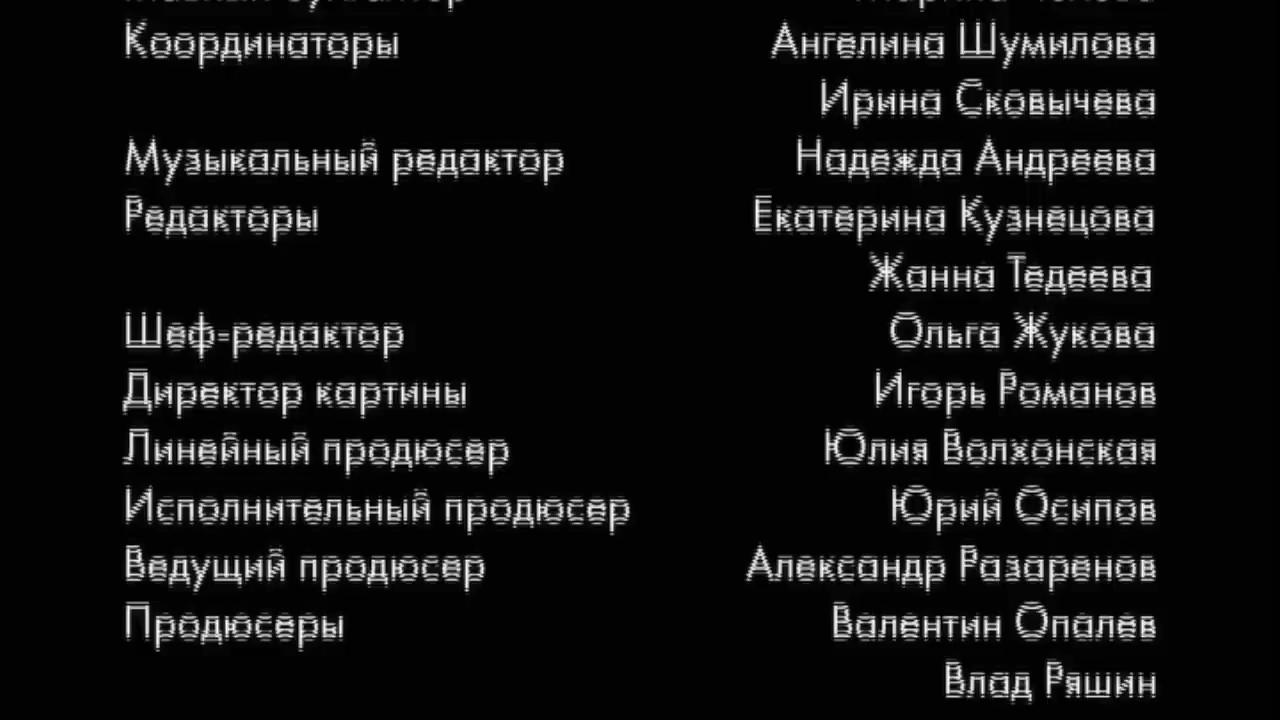 Координаторы Ангелина Шумилова
Ирина Сковычева
Музыкальный редактор Надежда Андреева
Редакторы Екатерина Кузнецова
Жанна Тедеева
Шеф-редактор Ольга Жукова
Директор картины Игорь Романов
Линейный продюсер Юлия Волхонская
Исполнительный продюсер Юрий Осипов
Ведущий продюсер Александр Разаренов
Продюсеры Валентин Опалев
Влад Ряшин